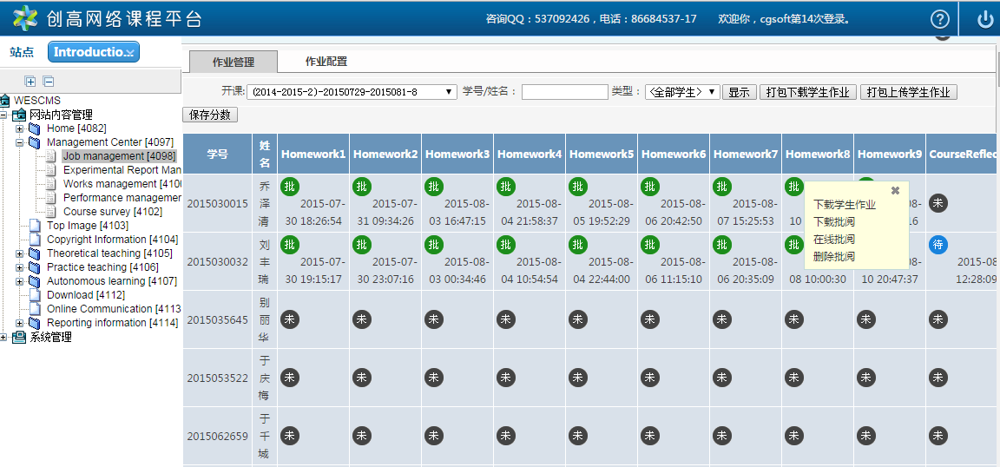 创高网络课程平台
咨询QQ：537092426，电话：86684537-17 欢迎你，cgsoft第14次登录。
站点 Introductio..
作业管理 作业配置
开课: (2014-2015-2)-20150729-2015081-8 学号/姓名： 类型： <全部学生> 显示 打包下载学生作业 打包上传学生作业
保存分数
WESCMS
网站内容管理
Home [4082]
Management Center [4097]
Job management [4098]
Experimental Report Man
Works management [4100
Performance management
Course survey [4102]
Top Image [4103]
Copyright Information [4104]
Theoretical teaching [4105]
Practice teaching [4106]
Autonomous learning [4107]
Download [4112]
Online Communication [4113
Reporting information [4114]
系统管理
学号 姓名 Homework1 Homework2 Homework3 Homework4 Homework5 Homework6 Homework7 Homework8 Homework9 CourseReflec
乔 批 批 批 批 批 批 批 批
2015030015 泽 2015-07- 2015-07- 2015-08- 2015-08- 2015-08- 2015-08- 2015-08- 未
清 30 18:26:54 31 09:34:26 03 16:47:15 04 21:58:37 05 19:52:29 06 20:42:50 07 15:25:53 10 16
下载学生作业
下载批阅
在线批阅
删除批阅
刘 批 批 批 批 批 批 批 批 待
2015030032 丰 2015-07- 2015-07- 2015-08- 2015-08- 2015-08- 2015-08- 2015-08- 2015-08
瑞 30 19:15:17 30 23:07:16 03 00:34:46 04 10:54:54 04 22:44:00 06 11:15:10 06 20:35:09 08 10:00:30 10 20:47:37 12:28:09
别
2015035645 丽 未 未 未 未 未 未 未 未 未 未
华
于
2015053522 庆 未 未 未 未 未 未 未 未 未 未
梅
于
2015062659 千 未 未 未 未 未 未 未 未 未 未
城